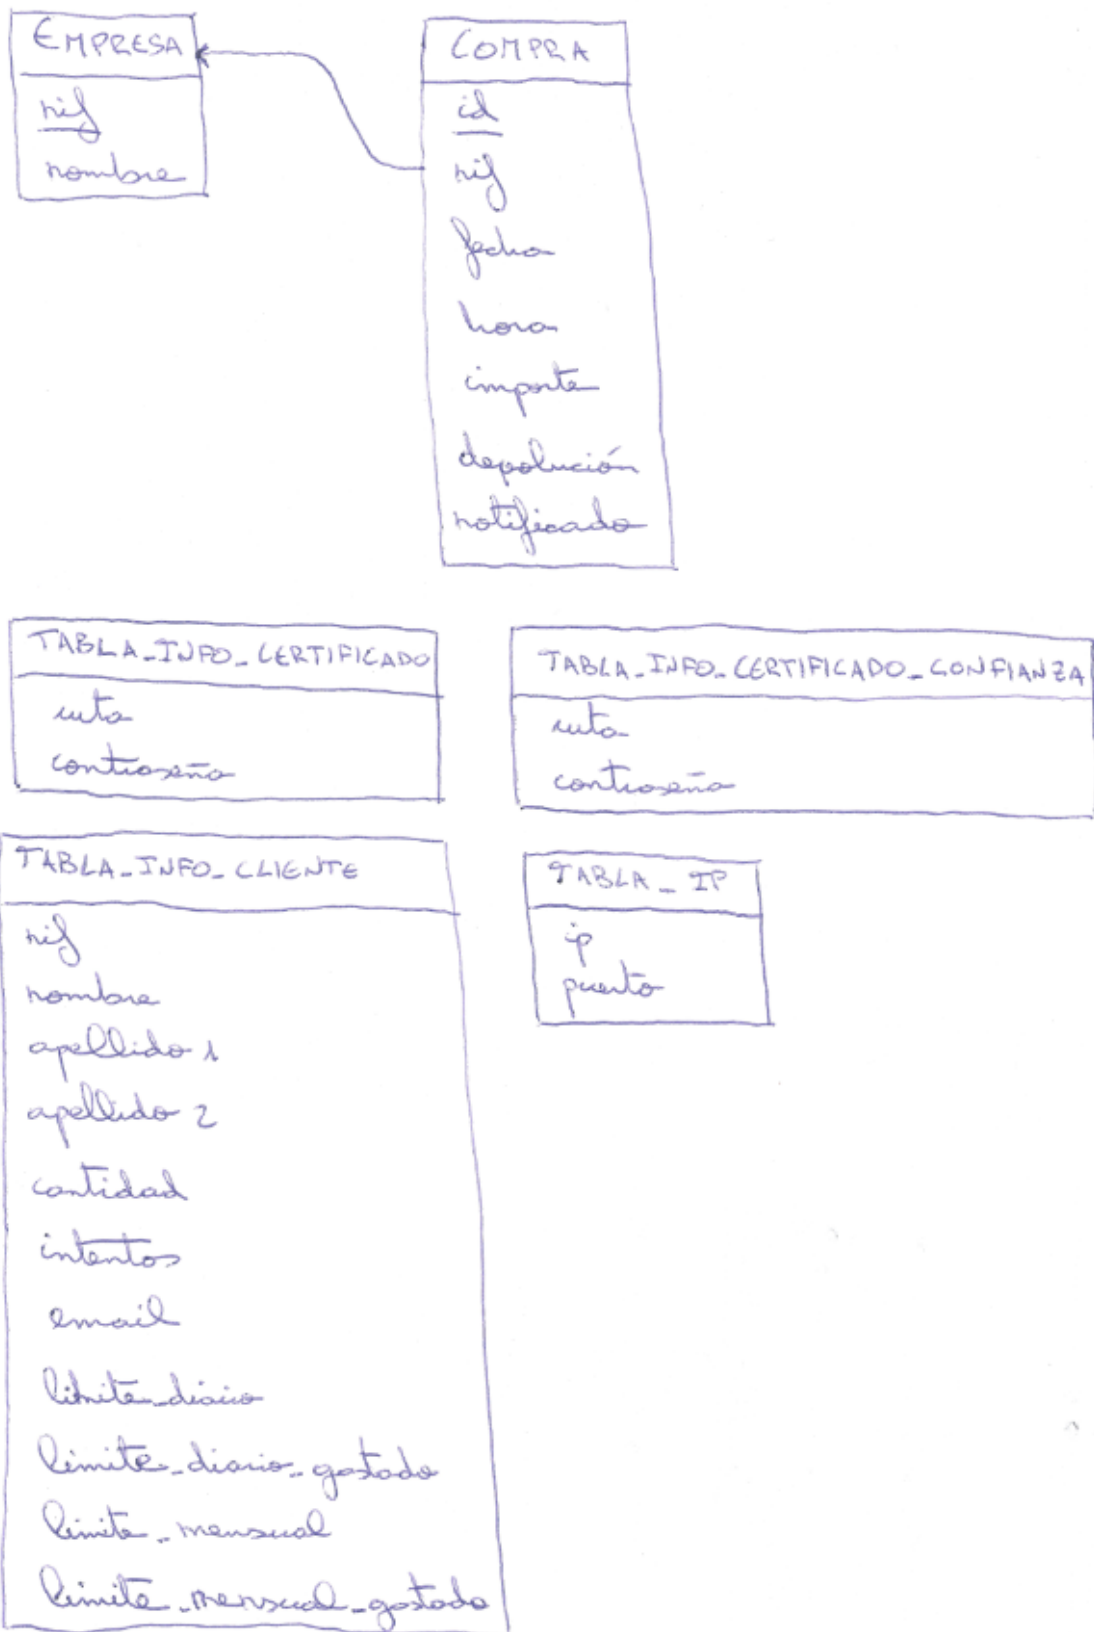 EMPRESA
nif
nombre
COMPRA
id
nif
fecha
hora
importe
depolución
notificado
TABLA_INFO_CERTIFICADO
ruta
contraseña
TABLA_INFO_CERTIFICADO_CONFIANZA
ruta
contraseña
TABLA_INFO_CLIENTE
nif
nombre
apellido 1
apellido 2
cantidad
intentos
email
limite_diario
limite_diario_gastado
limite_mensual
limite_mensual_gastado
TABLA_IP
ip
puerto